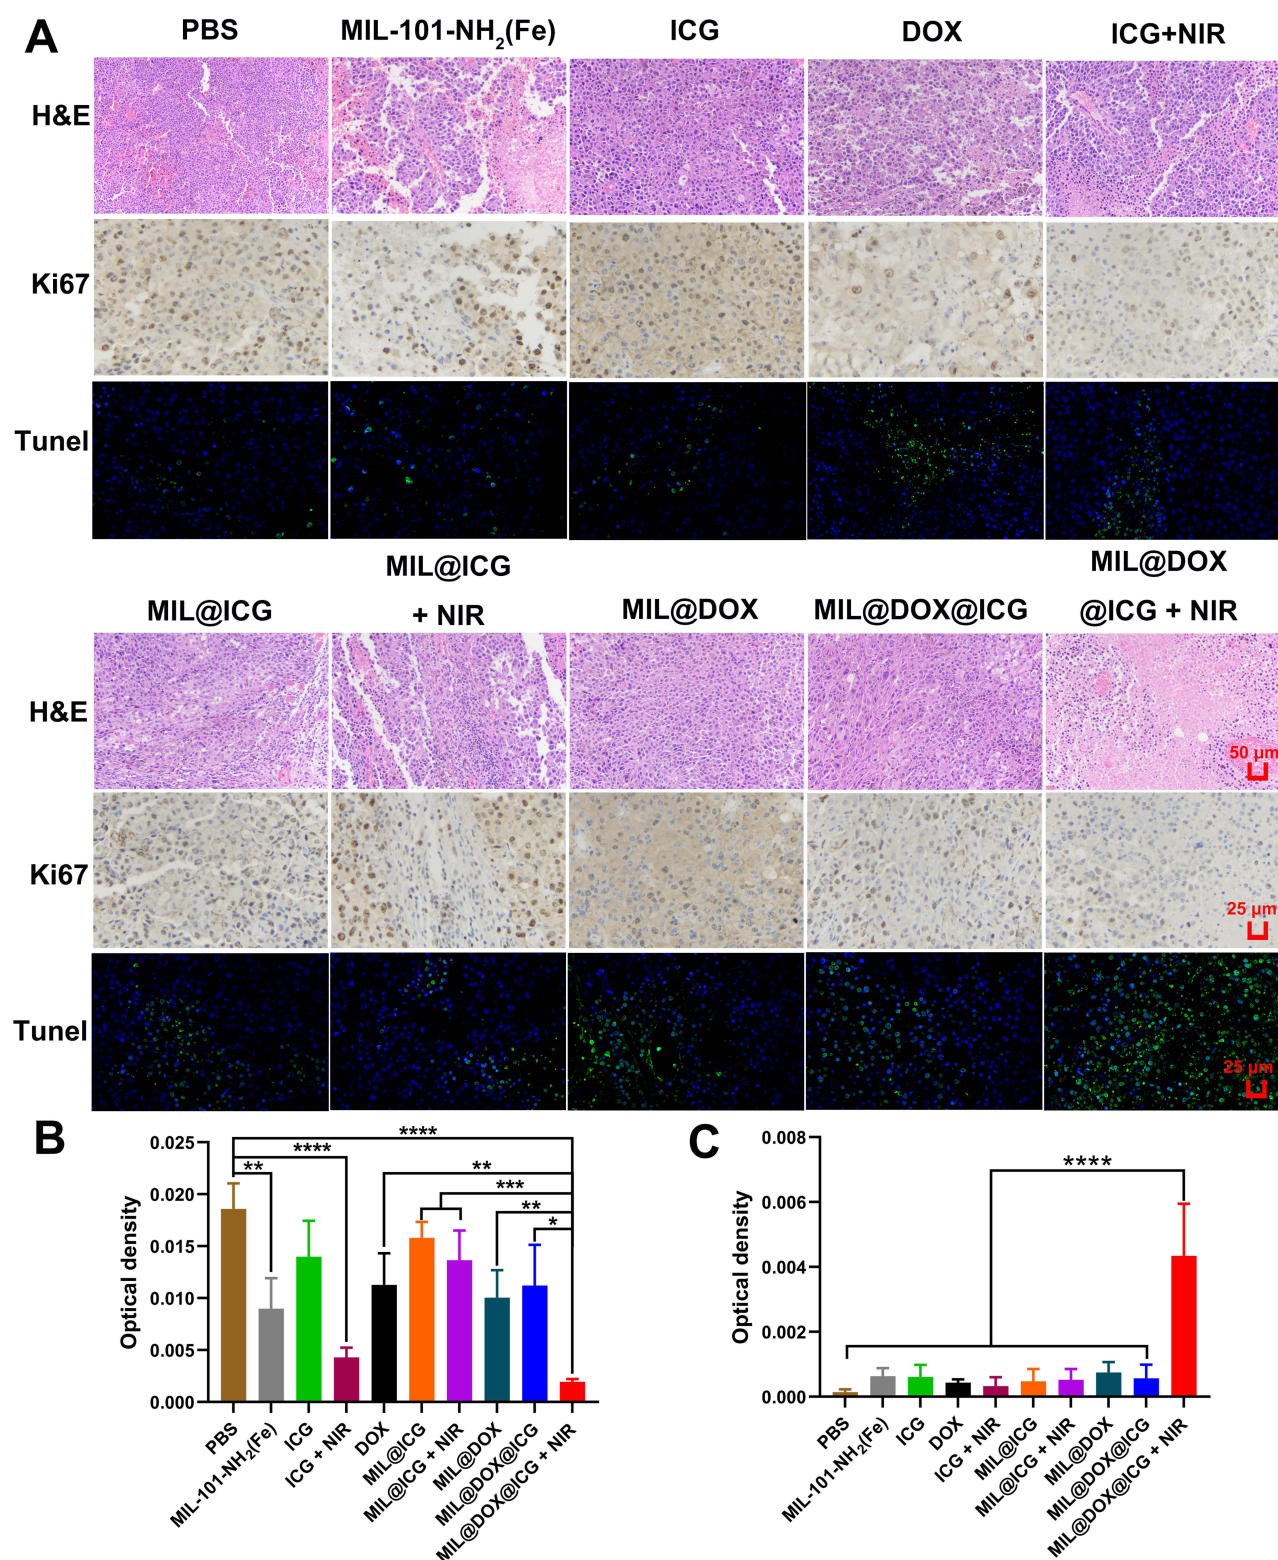 A
PBS
MIL-101-NH₂(Fe)
ICG
DOX
ICG+NIR
H&E
Ki67
Tunel
MIL@ICG
MIL@ICG
+ NIR
MIL@DOX
MIL@DOX@ICG
MIL@DOX
@ICG + NIR
H&E
50 μm
Ki67
25 μm
Tunel
25 μm
B
Optical density
0.025
0.020
0.015
0.010
0.005
0.000
****
****
**
**
***
**
*
PBS
MIL-101-NH₂(Fe)
ICG
ICG + NIR
DOX
MIL@ICG
MIL@ICG + NIR
MIL@DOX
MIL@DOX@ICG
MIL@DOX@ICG + NIR
C
Optical density
0.008
0.006
0.004
0.002
0.000
****
PBS
MIL-101-NH₂(Fe)
ICG
DOX
ICG + NIR
MIL@ICG
MIL@ICG + NIR
MIL@DOX
MIL@DOX@ICG
MIL@DOX@ICG + NIR